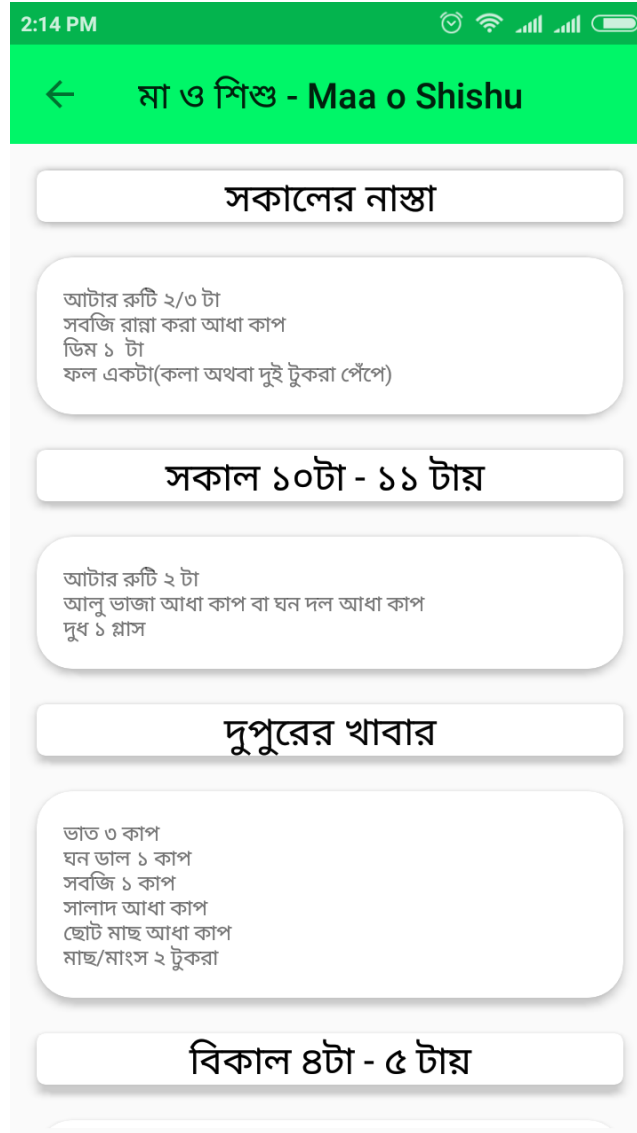 2:14 PM
মা ও শিশু - Maa o Shishu
সকালের নাস্তা
আটার রুটি ২/৩ টা
সবজি রান্না করা আধা কাপ
ডিম ১ টা
ফল একটা(কলা অথবা দুই টুকরা পেঁপে)
সকাল ১০টা - ১১ টায়
আটার রুটি ২ টা
আলু ভাজা আধা কাপ বা ঘন দল আধা কাপ
দুধ ১ গ্লাস
দুপুরের খাবার
ভাত ৩ কাপ
ঘন ডাল ১ কাপ
সবজি ১ কাপ
সালাদ আধা কাপ
ছোট মাছ আধা কাপ
মাছ/মাংস ২ টুকরা
বিকাল ৪টা - ৫ টায়